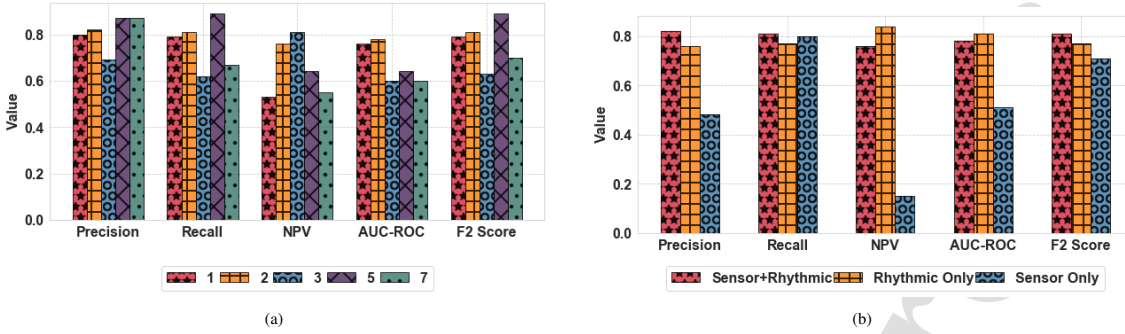 0.8
0.6
0.4
0.2
0.0
Value
Precision Recall NPV AUC-ROC F2 Score
1 2 3 5 7
(a)
0.8
0.6
0.4
0.2
0.0
Value
Precision Recall NPV AUC-ROC F2 Score
Sensor+Rhythmic Rhythmic Only Sensor Only
(b)